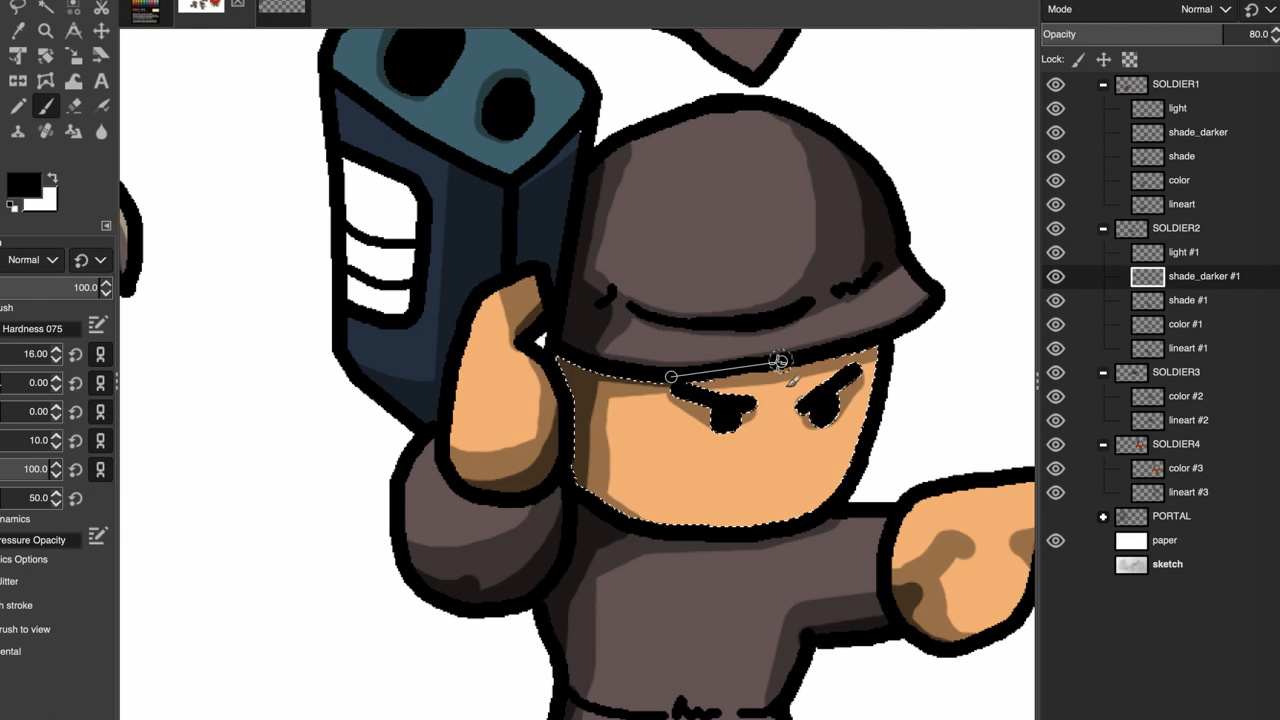 Mode Normal
Opacity 80.0
Lock:
SOLDIER1
light
shade_darker
shade
color
lineart
SOLDIER2
light #1
shade_darker #1
shade #1
color #1
lineart #1
SOLDIER3
color #2
lineart #2
SOLDIER4
color #3
lineart #3
PORTAL
paper
sketch
A
Normal
100.0
ush
Hardness 075
16.00
0.00
0.00
10.0
100.0
50.0
namics
ressure Opacity
ics Options
itter
h stroke
rush to view
ental